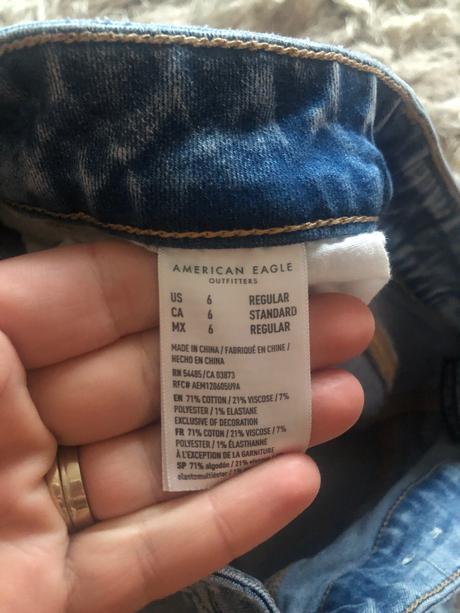 AMERICAN EAGLE
OUTFITTERS
US 6 REGULAR
CA 6 STANDARD
MX 6 REGULAR
MADE IN CHINA / FABRIQUÉ EN CHINE /
HECHO EN CHINA
RN 54485/CA 03873
RFC# AEM120605U9A
EN 71% COTTON / 21% VISCOSE / 7%
POLYESTER / 1% ELASTANE
EXCLUSIVE OF DECORATION
FR 71% COTON / 21% VISCOSE / 7%
POLYESTER / 1% ÉLASTHANNE
À L'EXCEPTION DE LA GARNITURE
SP 71% algodón / 21% viscosa / 7%